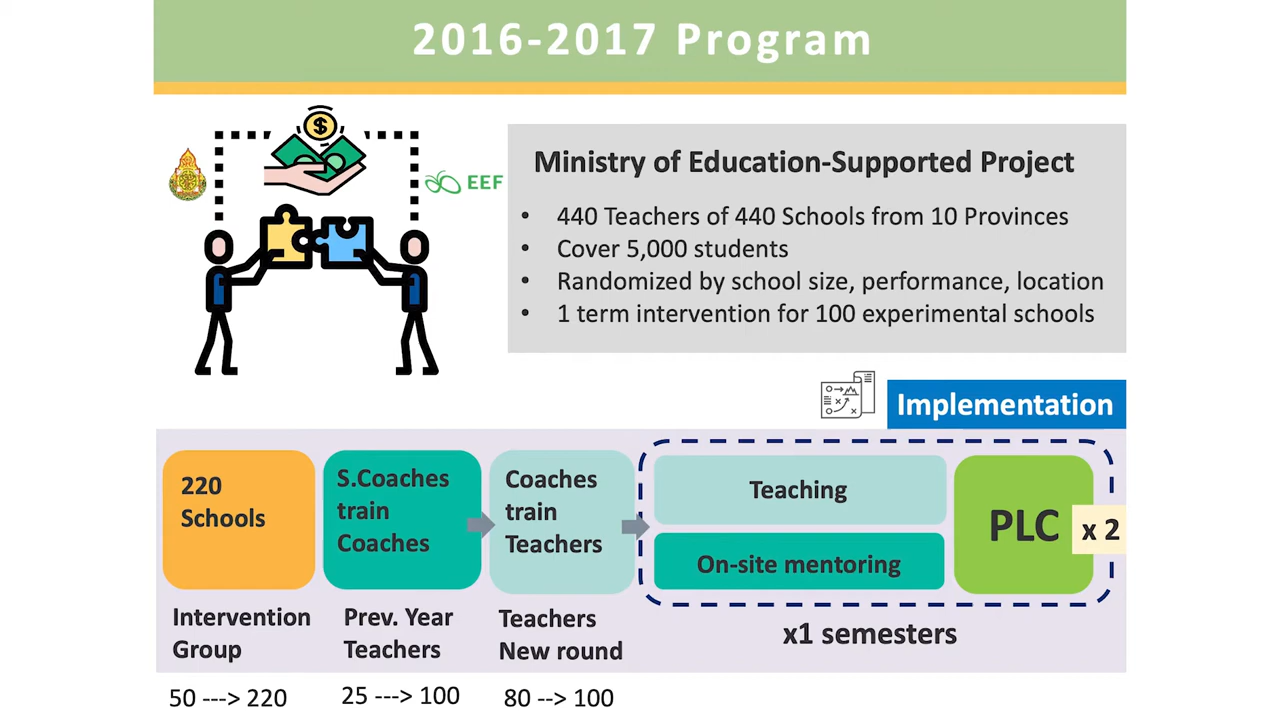 2016-2017 Program
$
EEF
Ministry of Education-Supported Project
• 440 Teachers of 440 Schools from 10 Provinces
• Cover 5,000 students
• Randomized by school size, performance, location
• 1 term intervention for 100 experimental schools
Implementation
220
Schools
S.Coaches
train
Coaches
Coaches
train
Teachers
Teaching
On-site mentoring
PLC
x 2
Intervention
Group
Prev. Year
Teachers
Teachers
New round
x1 semesters
50 ---> 220
25 ---> 100
80 --> 100